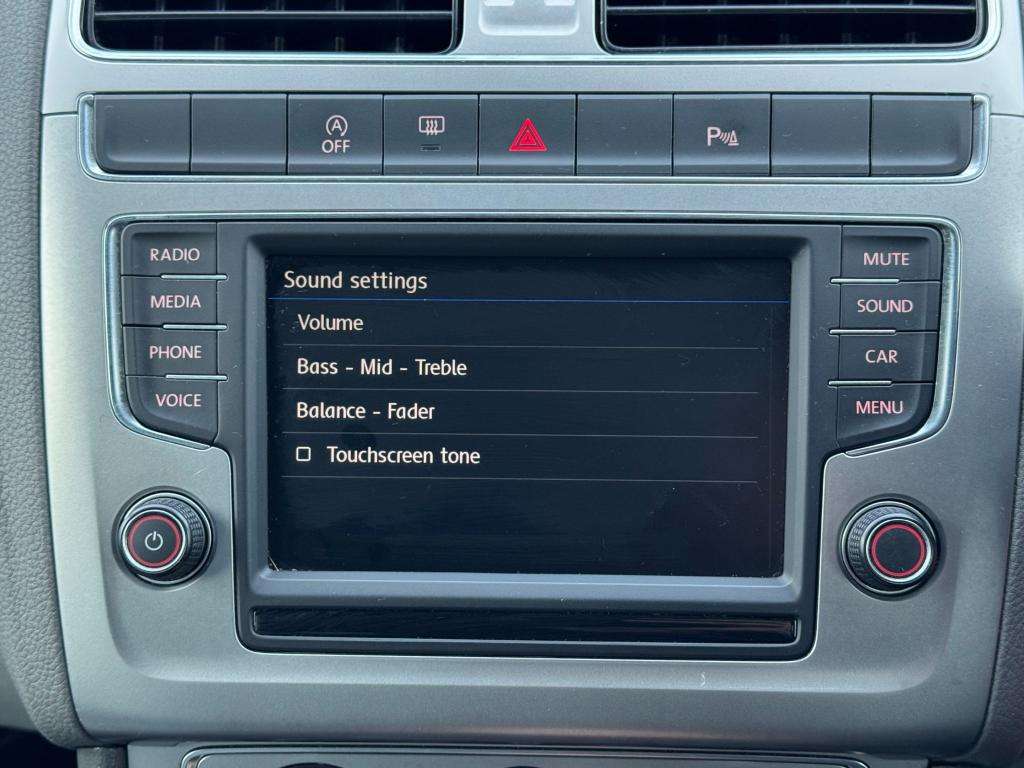 A
OFF
P
RADIO
MEDIA
PHONE
VOICE
Sound settings
Volume
Bass - Mid - Treble
Balance - Fader
Touchscreen tone
MUTE
SOUND
CAR
MENU